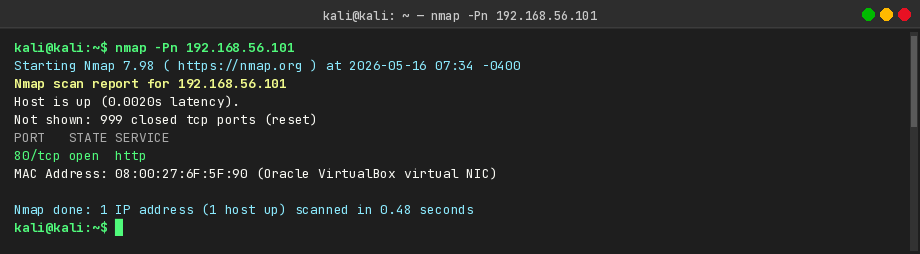 kali@kali: ~ — nmap -Pn 192.168.56.101
kali@kali:~$ nmap -Pn 192.168.56.101
Starting Nmap 7.98 ( https://nmap.org ) at 2026-05-16 07:34 -0400
Nmap scan report for 192.168.56.101
Host is up (0.0020s latency).
Not shown: 999 closed tcp ports (reset)
PORT   STATE SERVICE
80/tcp open  http
MAC Address: 08:00:27:6F:5F:90 (Oracle VirtualBox virtual NIC)
Nmap done: 1 IP address (1 host up) scanned in 0.48 seconds
kali@kali:~$